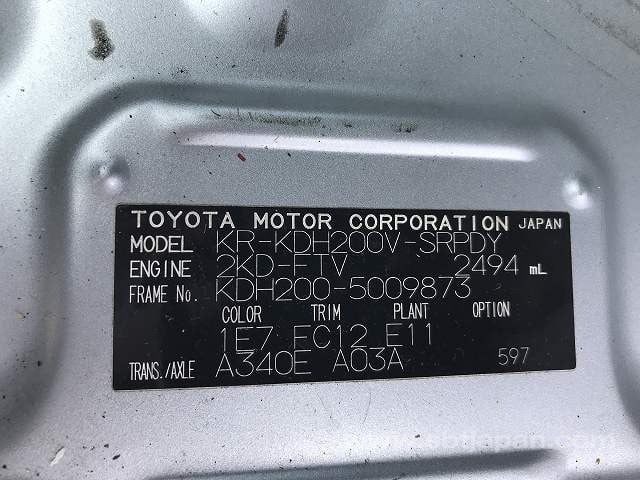 TOYOTA MOTOR CORPORATION JAPAN
MODEL KR-KDH200V-SRPDY
ENGINE 2KD-FTV 2494 mL
FRAME No. KDH200-5009873
COLOR TRIM PLANT OPTION
1E7 FC12 E11
TRANS./AXLE A340E A03A 597